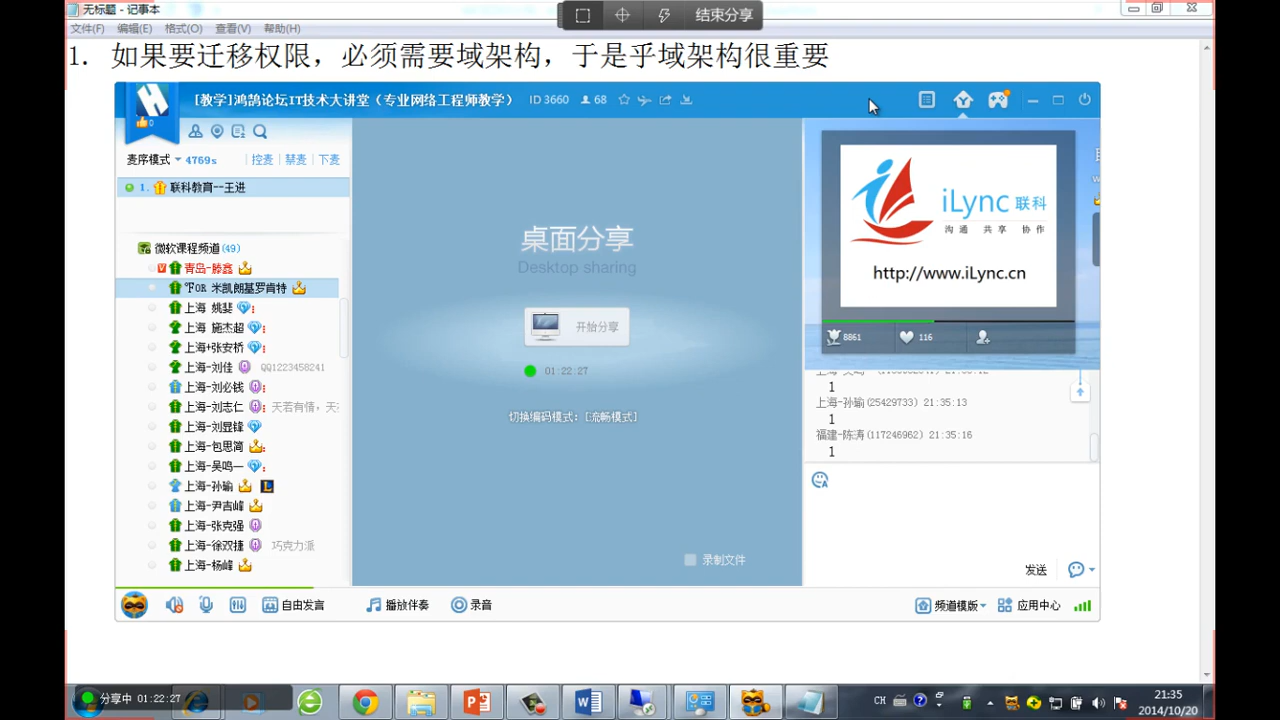 无标题 - 记事本
结束分享
文件(F) 编辑(E) 格式(O) 查看(V) 帮助(H)
1. 如果要迁移权限，必须需要域架构，于是乎域架构很重要
[教学]鸿鹄论坛IT技术大讲堂（专业网络工程师教学） ID 3660 68
麦序模式 4769s 控麦 禁麦 下麦
1. 联科教育--王进
微软课程频道(49)
青岛-滕鑫
℉OR 米凯朗基罗肯特
上海 姚斐
上海 施杰超
上海+张安桥
上海-刘佳 QQ1223458241
上海-刘必钱
上海-刘志仁 天若有情，天
上海-刘显锋
上海-包思简
上海-吴鸣一
上海-孙瑜
上海-尹吉峰
上海-张克强
上海-徐双捷 巧克力派
上海-杨峰
桌面分享
Desktop sharing
开始分享
01:22:27
切换编码模式：[流畅模式]
录制文件
iLync 联科
沟通 共享 协作
http://www.iLync.cn
8861 116
1
上海-孙瑜(25429733) 21:35:13
1
福建-陈涛(117246962) 21:35:16
1
发送
自由发言 播放伴奏 录音 频道模版 应用中心
分享中 01:22:27
CH 21:35
2014/10/20